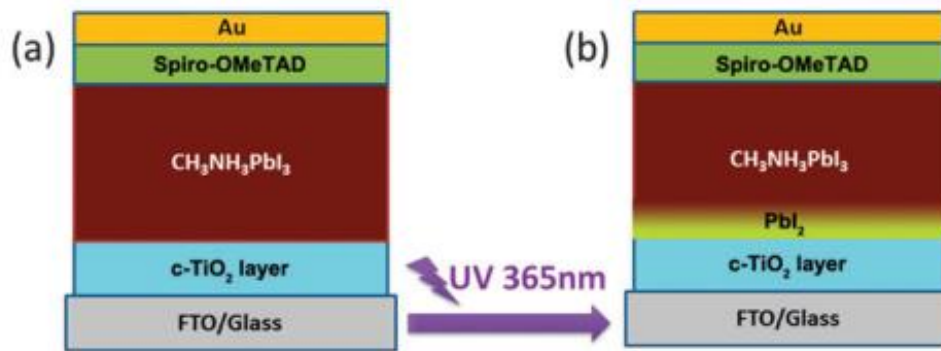 (a)
Au
Spiro-OMeTAD
CH₃NH₃PbI₃
c-TiO₂ layer
FTO/Glass
UV 365nm
(b)
Au
Spiro-OMeTAD
CH₃NH₃PbI₃
PbI₂
c-TiO₂ layer
FTO/Glass